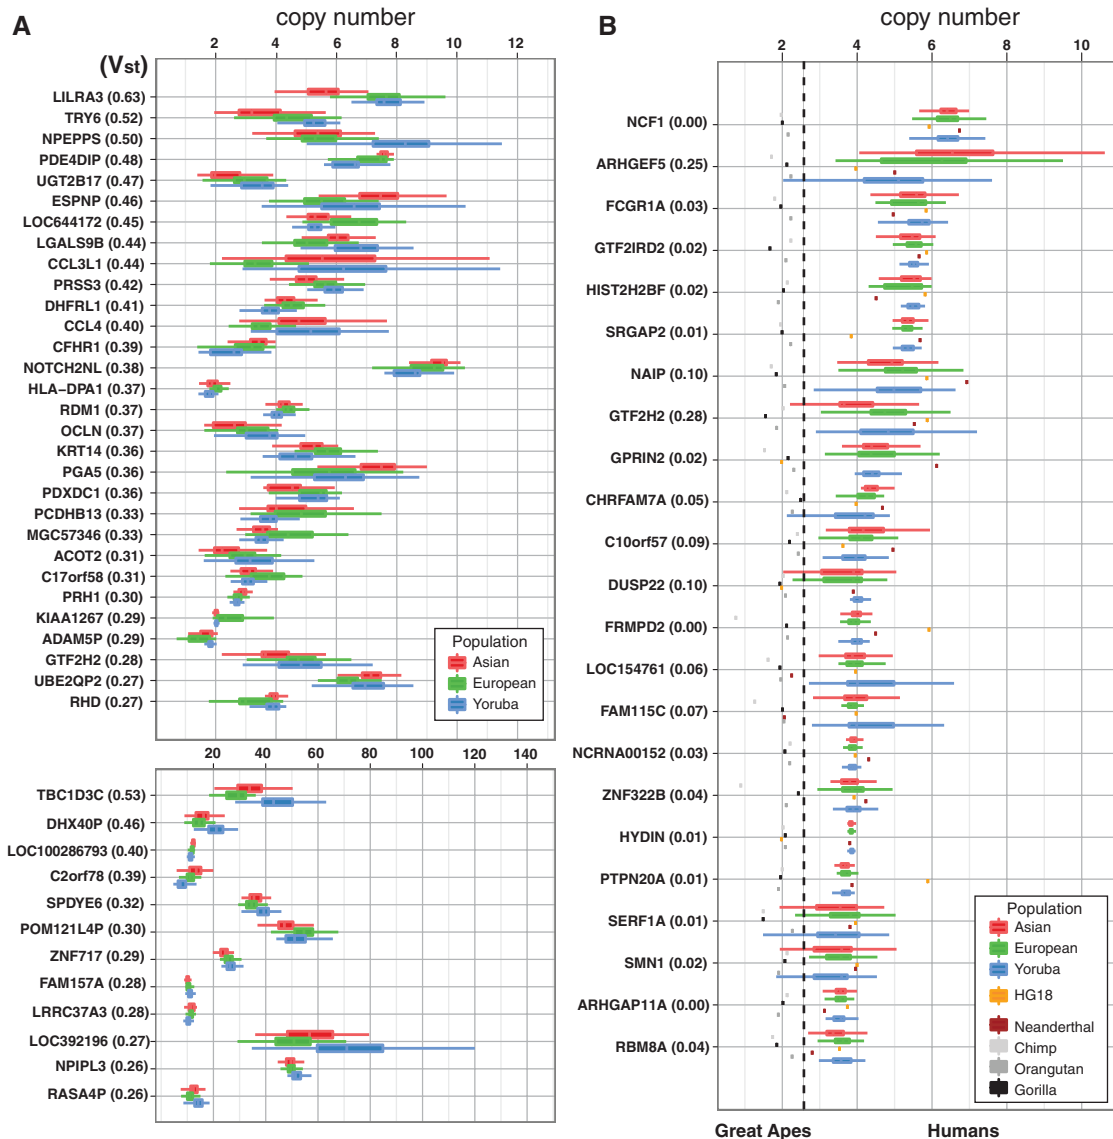 A
copy number
2 4 6 8 10 12
(Vst)
LILRA3 (0.63)
TRY6 (0.52)
NPEPPS (0.50)
PDE4DIP (0.48)
UGT2B17 (0.47)
ESPNP (0.46)
LOC644172 (0.45)
LGALS9B (0.44)
CCL3L1 (0.44)
PRSS3 (0.42)
DHFRL1 (0.41)
CCL4 (0.40)
CFHR1 (0.39)
NOTCH2NL (0.38)
HLA−DPA1 (0.37)
RDM1 (0.37)
OCLN (0.37)
KRT14 (0.36)
PGA5 (0.36)
PDXDC1 (0.36)
PCDHB13 (0.33)
MGC57346 (0.33)
ACOT2 (0.31)
C17orf58 (0.31)
PRH1 (0.30)
KIAA1267 (0.29)
ADAM5P (0.29)
GTF2H2 (0.28)
UBE2QP2 (0.27)
RHD (0.27)
Population
Asian
European
Yoruba
20 40 60 80 100 120 140
TBC1D3C (0.53)
DHX40P (0.46)
LOC100286793 (0.40)
C2orf78 (0.39)
SPDYE6 (0.32)
POM121L4P (0.30)
ZNF717 (0.29)
FAM157A (0.28)
LRRC37A3 (0.28)
LOC392196 (0.27)
NPIPL3 (0.26)
RASA4P (0.26)
B
copy number
2 4 6 8 10
NCF1 (0.00)
ARHGEF5 (0.25)
FCGR1A (0.03)
GTF2IRD2 (0.02)
HIST2H2BF (0.02)
SRGAP2 (0.01)
NAIP (0.10)
GTF2H2 (0.28)
GPRIN2 (0.02)
CHRFAM7A (0.05)
C10orf57 (0.09)
DUSP22 (0.10)
FRMPD2 (0.00)
LOC154761 (0.06)
FAM115C (0.07)
NCRNA00152 (0.03)
ZNF322B (0.04)
HYDIN (0.01)
PTPN20A (0.01)
SERF1A (0.01)
SMN1 (0.02)
ARHGAP11A (0.00)
RBM8A (0.04)
Population
Asian
European
Yoruba
HG18
Neanderthal
Chimp
Orangutan
Gorilla
Great Apes Humans